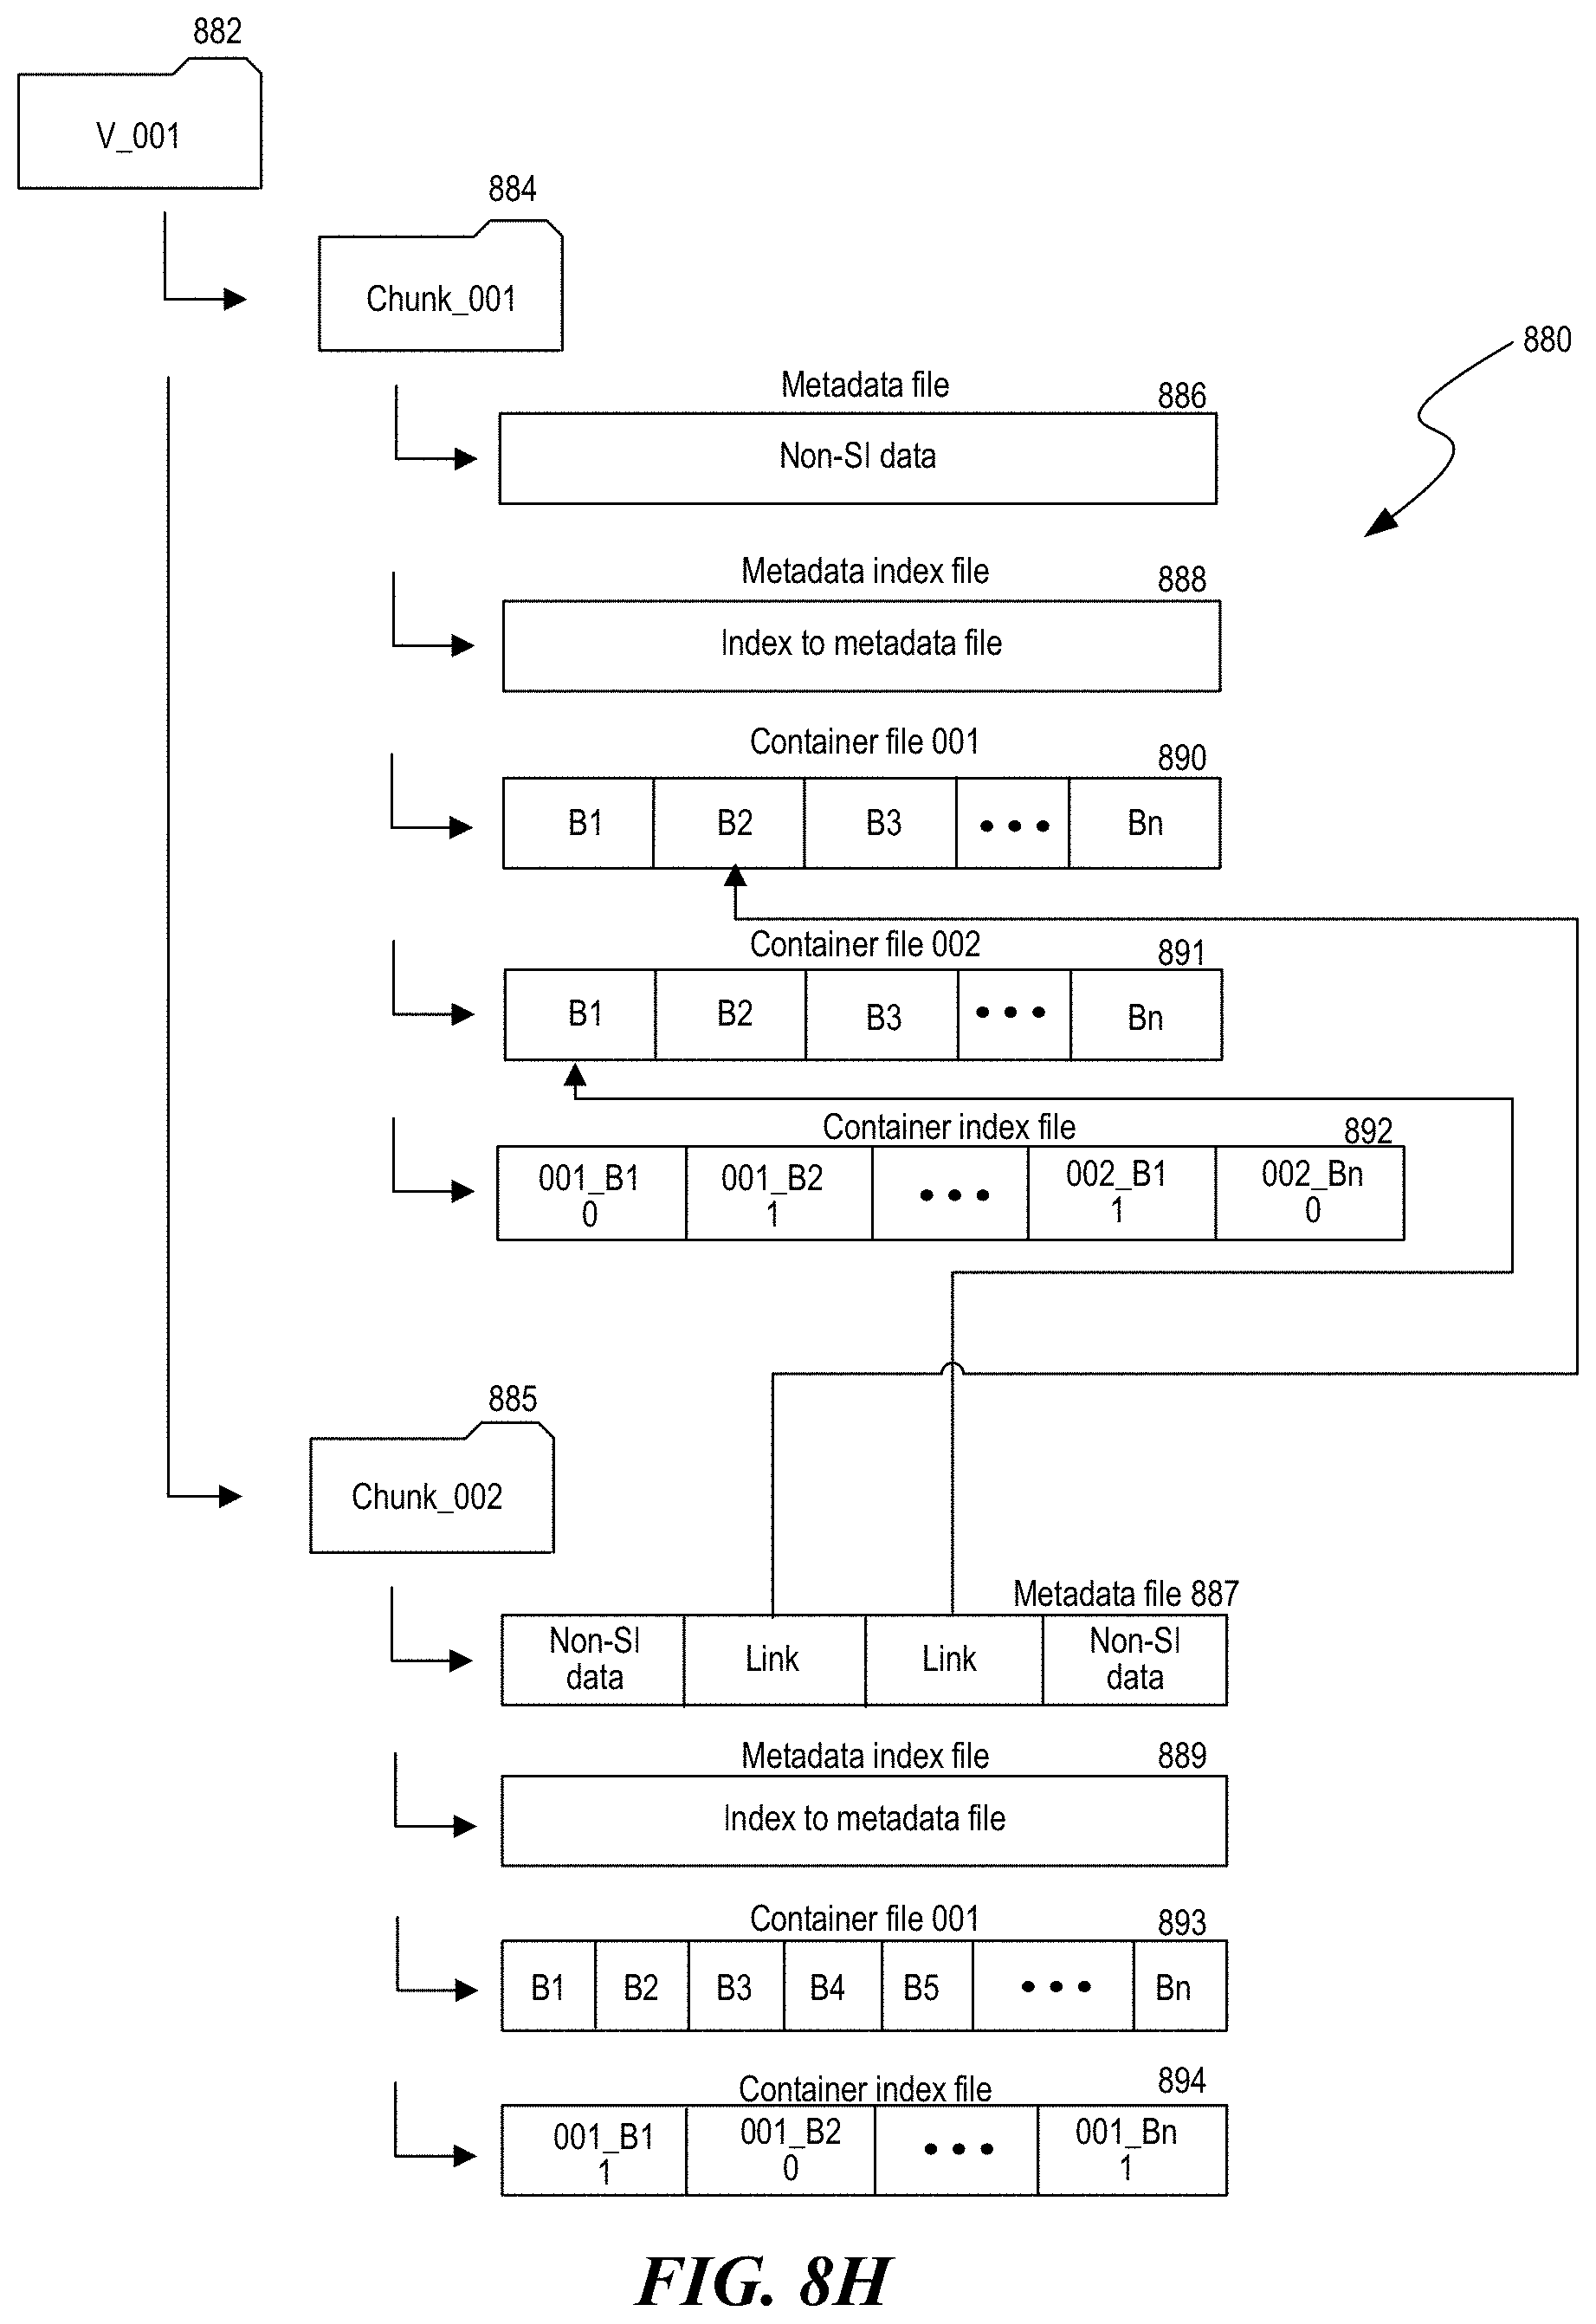 882
V_001
884
Chunk_001
880
Metadata file
886
Non-SI data
Metadata index file
888
Index to metadata file
Container file 001
890
B1 B2 B3 ••• Bn
Container file 002
891
B1 B2 B3 ••• Bn
Container index file
892
001_B1 001_B2 ••• 002_B1 002_Bn
0 1 1 0
885
Chunk_002
Metadata file 887
Non-SI data Link Link Non-SI data
Metadata index file
889
Index to metadata file
Container file 001
893
B1 B2 B3 B4 B5 ••• Bn
Container index file
894
001_B1 001_B2 ••• 001_Bn
1 0 1
FIG. 8H